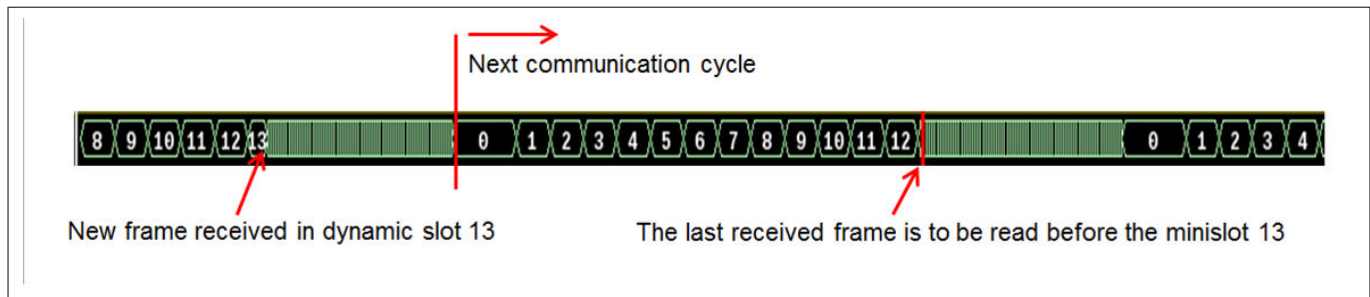 Next communication cycle
8 9 10 11 12 13 0 1 2 3 4 5 6 7 8 9 10 11 12 0 1 2 3 4
New frame received in dynamic slot 13 The last received frame is to be read before the minislot 13